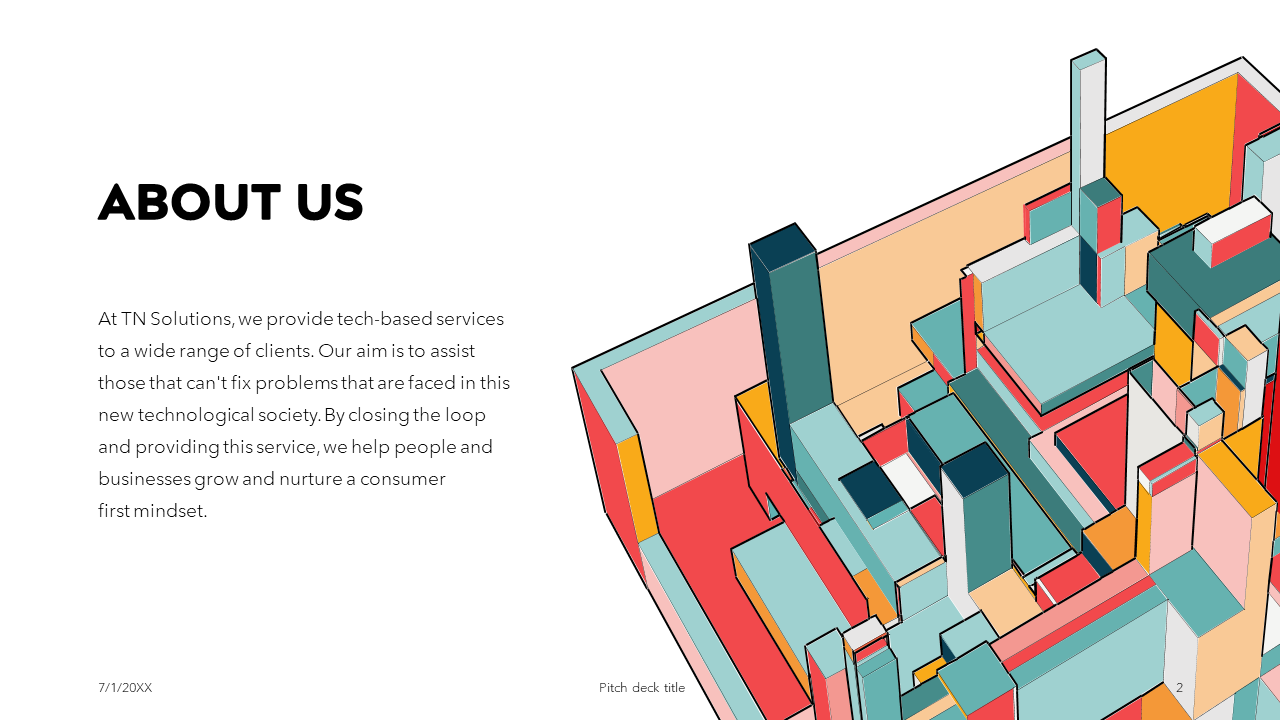 ABOUT US
At TN Solutions, we provide tech-based services
to a wide range of clients. Our aim is to assist
those that can't fix problems that are faced in this
new technological society. By closing the loop
and providing this service, we help people and
businesses grow and nurture a consumer
first mindset.
7/1/20XX
Pitch deck title
2